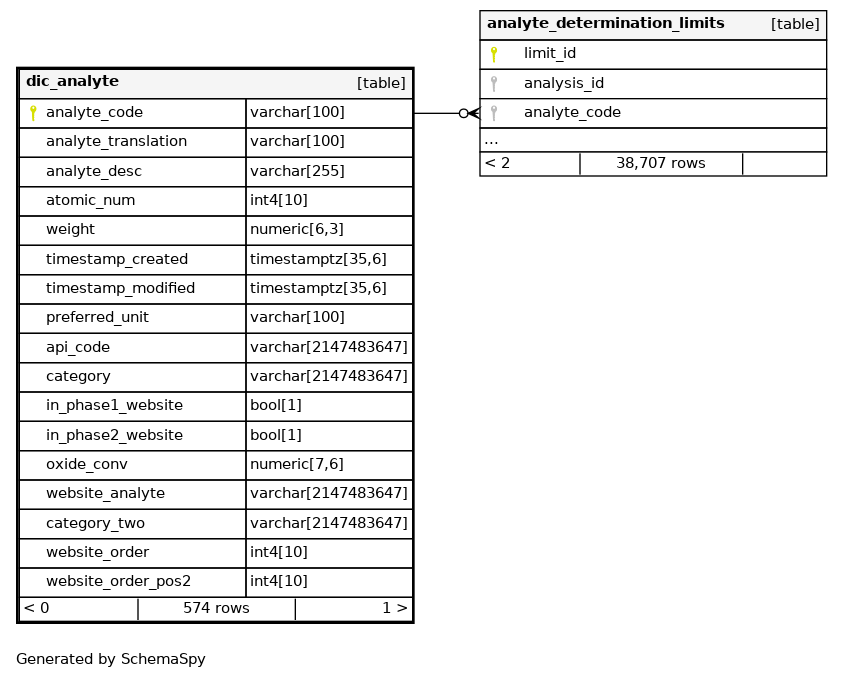 analyte_determination_limits [table]
limit_id
analysis_id
analyte_code
...
< 2 38,707 rows
dic_analyte [table]
analyte_code varchar[100]
analyte_translation varchar[100]
analyte_desc varchar[255]
atomic_num int4[10]
weight numeric[6,3]
timestamp_created timestamptz[35,6]
timestamp_modified timestamptz[35,6]
preferred_unit varchar[100]
api_code varchar[2147483647]
category varchar[2147483647]
in_phase1_website bool[1]
in_phase2_website bool[1]
oxide_conv numeric[7,6]
website_analyte varchar[2147483647]
category_two varchar[2147483647]
website_order int4[10]
website_order_pos2 int4[10]
< 0 574 rows 1 >
Generated by SchemaSpy